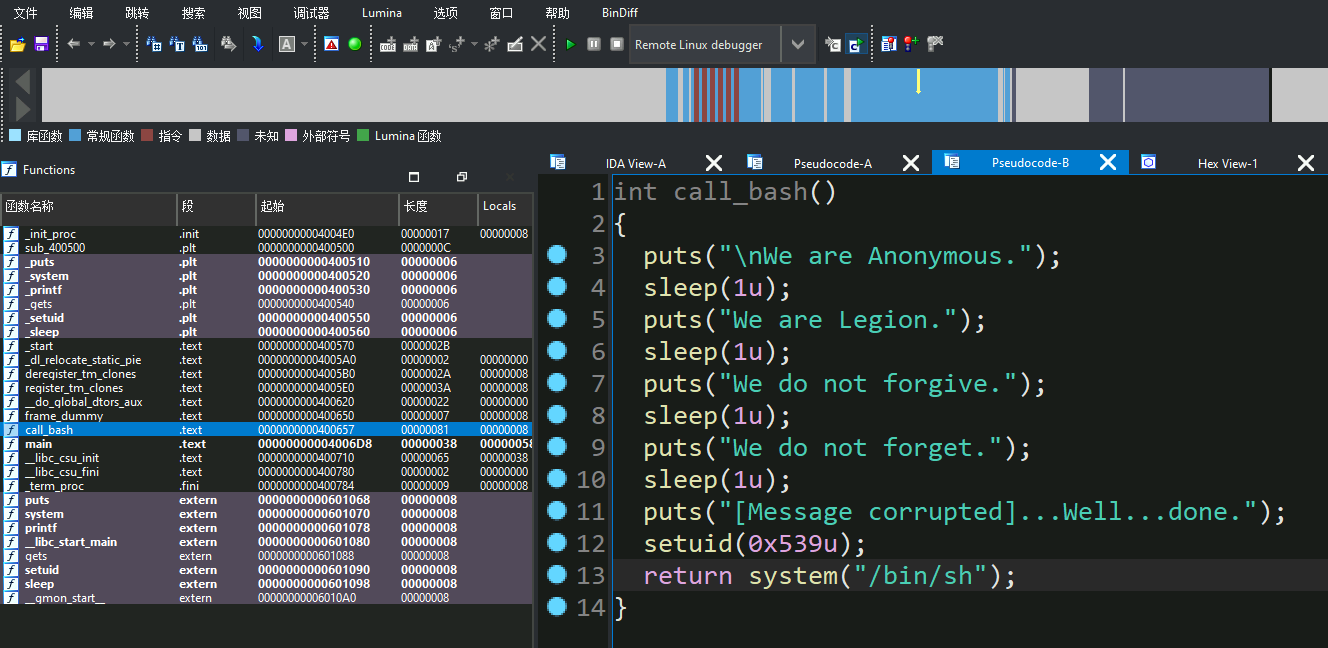 文件 编辑 跳转 搜索 视图 调试器 Lumina 选项 窗口 帮助 BinDiff
Remote Linux debugger
库函数 常规函数 指令 数据 未知 外部符号 Lumina 函数
Functions
IDA View-A Pseudocode-A Pseudocode-B Hex View-1
函数名称 段 起始 长度 Locals
_init_proc .init 00000000004004E0 00000017 00000008
sub_400500 .plt 0000000000400500 0000000C
_puts .plt 0000000000400510 00000006
_system .plt 0000000000400520 00000006
_printf .plt 0000000000400530 00000006
_gets .plt 0000000000400540 00000006
_setuid .plt 0000000000400550 00000006
_sleep .plt 0000000000400560 00000006
_start .text 0000000000400570 0000002B
_dl_relocate_static_pie .text 00000000004005A0 00000002 00000000
deregister_tm_clones .text 00000000004005B0 0000002A 00000008
register_tm_clones .text 00000000004005E0 0000003A 00000008
__do_global_dtors_aux .text 0000000000400620 00000022 00000000
frame_dummy .text 0000000000400650 00000007 00000008
call_bash .text 0000000000400657 00000081 00000008
main .text 00000000004006D8 00000038 00000058
__libc_csu_init .text 0000000000400710 00000065 00000038
__libc_csu_fini .text 0000000000400780 00000002 00000000
_term_proc .fini 0000000000400784 00000009 00000008
puts extern 0000000000601068 00000008
system extern 0000000000601070 00000008
printf extern 0000000000601078 00000008
__libc_start_main extern 0000000000601080 00000008
gets extern 0000000000601088 00000008
setuid extern 0000000000601090 00000008
sleep extern 0000000000601098 00000008
__gmon_start__ extern 00000000006010A0 00000008
1 int call_bash()
2 {
3 puts("\nWe are Anonymous.");
4 sleep(1u);
5 puts("We are Legion.");
6 sleep(1u);
7 puts("We do not forgive.");
8 sleep(1u);
9 puts("We do not forget.");
10 sleep(1u);
11 puts("[Message corrupted]...Well...done.");
12 setuid(0x539u);
13 return system("/bin/sh");
14 }